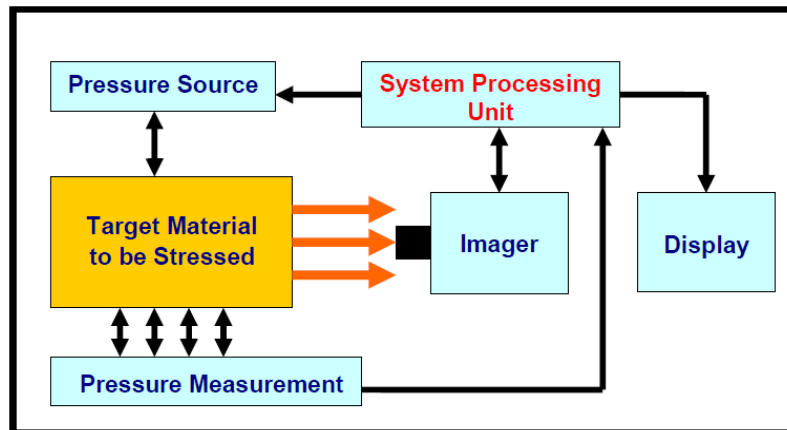 Pressure Source
System Processing
Unit
Target Material
to be Stressed
Imager
Display
Pressure Measurement